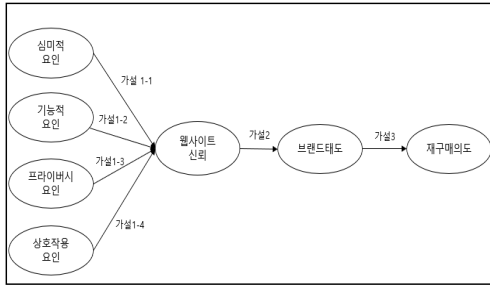 심미적
요인
가설 1-1
기능적
요인
가설1-2
웹사이트
신뢰
가설2
브랜드태도
가설3
재구매의도
가설1-3
프라이버시
요인
가설1-4
상호작용
요인